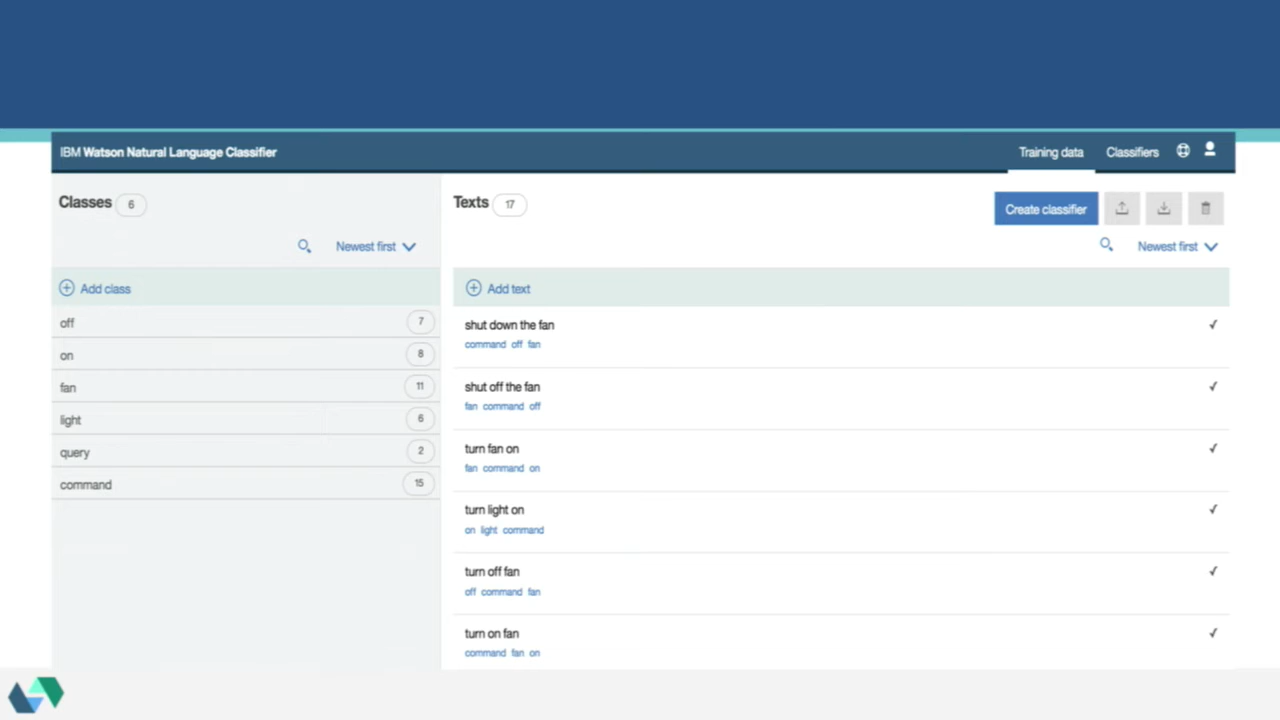 IBM Watson Natural Language Classifier
Training data Classifiers
Classes 6
Newest first
Add class
off 7
on 8
fan 11
light 6
query 2
command 15
Texts 17
Create classifier
Newest first
Add text
shut down the fan
command off fan
shut off the fan
fan command off
turn fan on
fan command on
turn light on
on light command
turn off fan
off command fan
turn on fan
command fan on